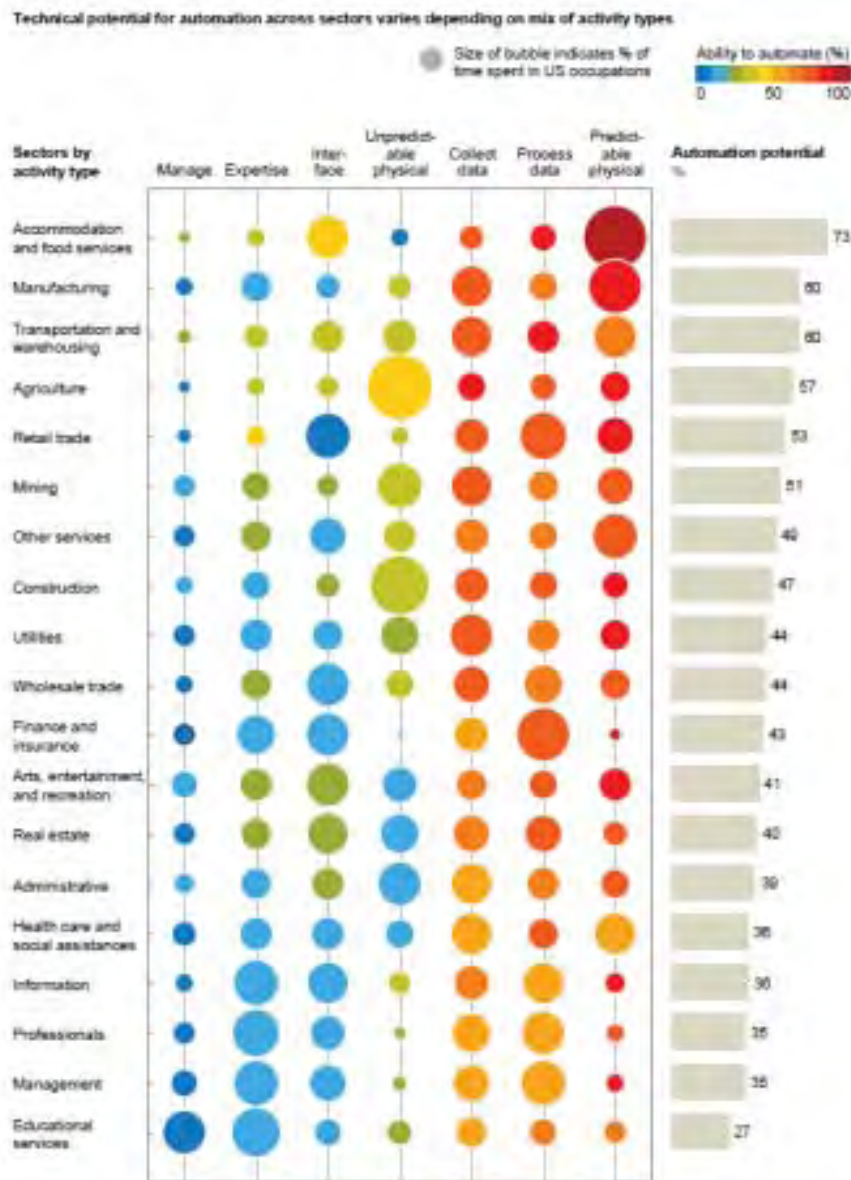 Technical potential for automation across sectors varies depending on mix of activity types
Size of bubble indicates % of
time spent in US occupations
Ability to automate (%)
0 50 100
Sectors by
activity type
Manage
Expertise
Inter-
face
Unpredict-
able
physical
Collect
data
Process
data
Predict-
able
physical
Automation potential
%
Accommodation
and food services
73
Manufacturing
60
Transportation and
warehousing
60
Agriculture
57
Retail trade
53
Mining
51
Other services
49
Construction
47
Utilities
44
Wholesale trade
44
Finance and
insurance
43
Arts, entertainment,
and recreation
41
Real estate
40
Administrative
39
Health care and
social assistances
36
Information
36
Professionals
35
Management
35
Educational
services
27